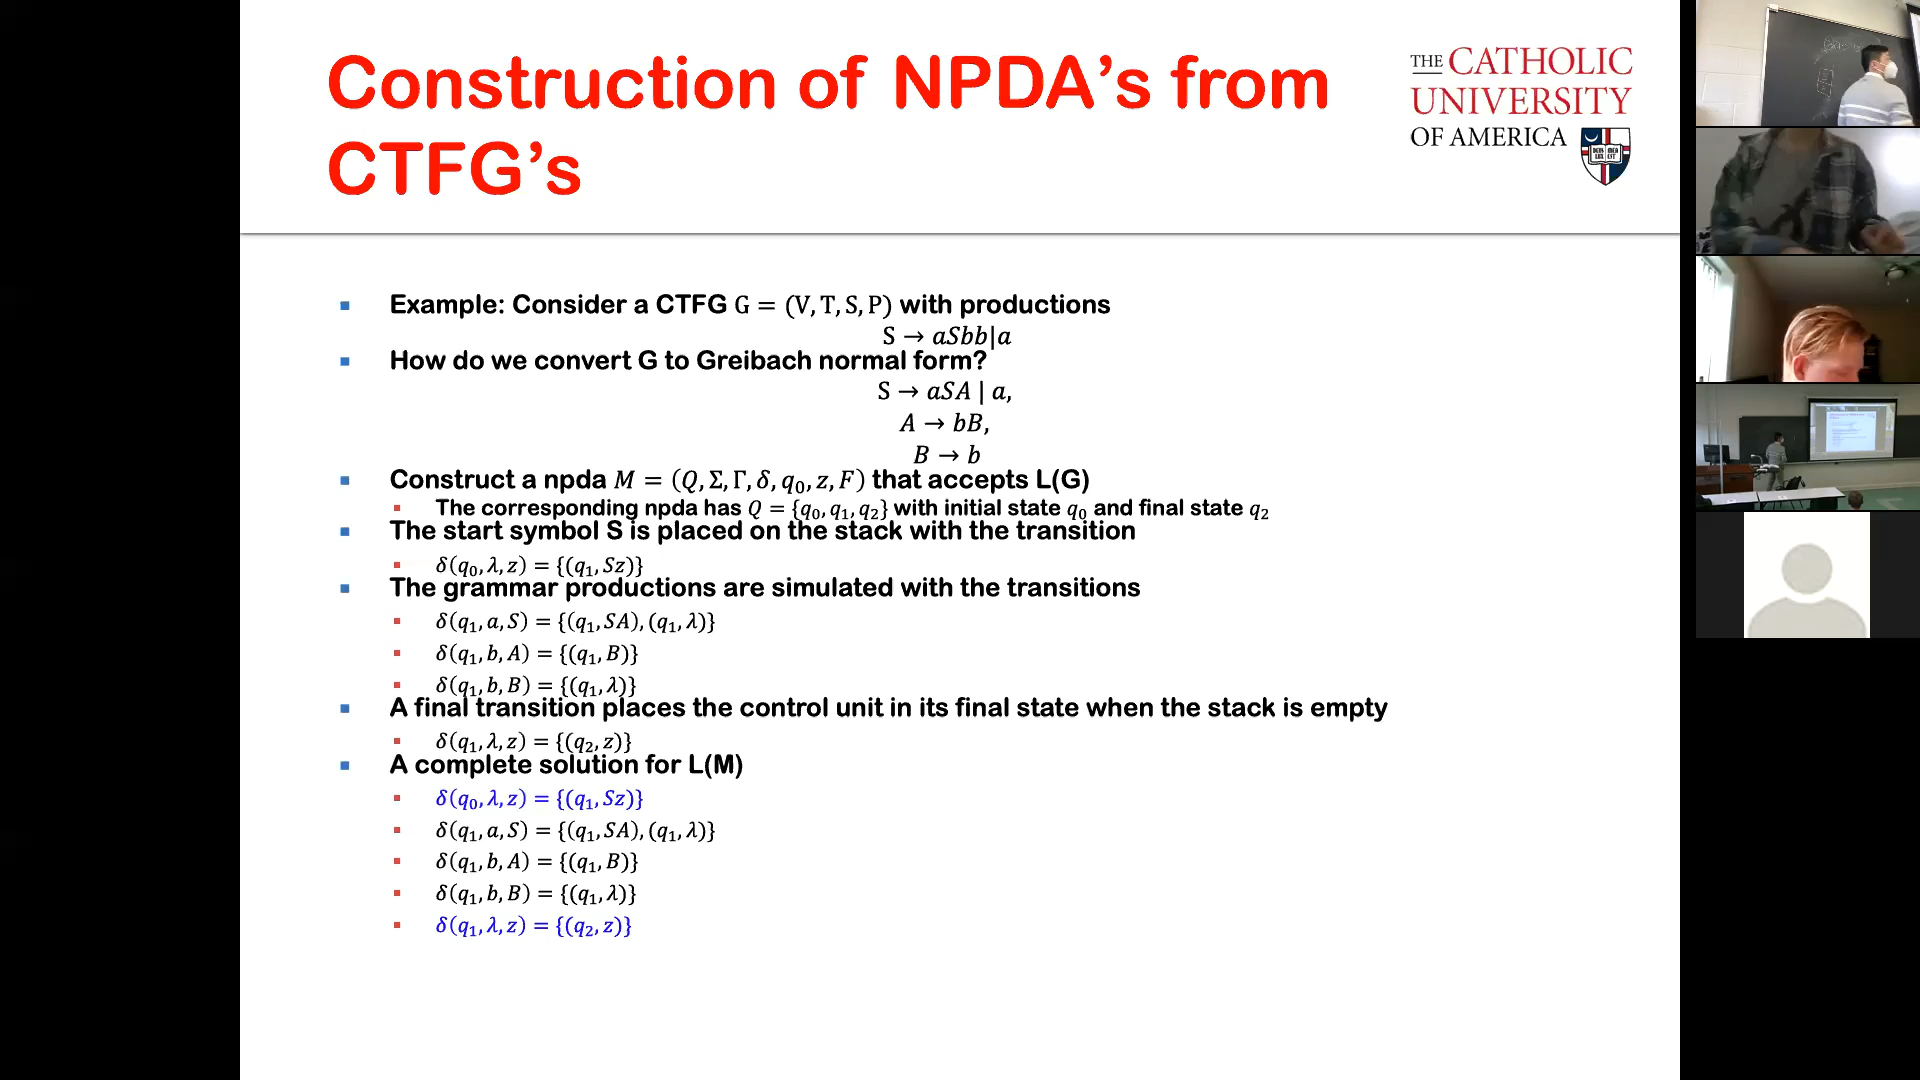 Construction of NPDA's from
CTFG's
THE CATHOLIC
UNIVERSITY
OF AMERICA
DEUS MEA
LUX EST
Example: Consider a CTFG G = (V, T, S, P) with productions
S → aSbb|a
How do we convert G to Greibach normal form?
S → aSA | a,
A → bB,
B → b
Construct a npda M = (Q, Σ, Γ, δ, q₀, z, F) that accepts L(G)
The corresponding npda has Q = {q₀, q₁, q₂} with initial state q₀ and final state q₂
The start symbol S is placed on the stack with the transition
δ(q₀, λ, z) = {(q₁, Sz)}
The grammar productions are simulated with the transitions
δ(q₁, a, S) = {(q₁, SA), (q₁, λ)}
δ(q₁, b, A) = {(q₁, B)}
δ(q₁, b, B) = {(q₁, λ)}
A final transition places the control unit in its final state when the stack is empty
δ(q₁, λ, z) = {(q₂, z)}
A complete solution for L(M)
δ(q₀, λ, z) = {(q₁, Sz)}
δ(q₁, a, S) = {(q₁, SA), (q₁, λ)}
δ(q₁, b, A) = {(q₁, B)}
δ(q₁, b, B) = {(q₁, λ)}
δ(q₁, λ, z) = {(q₂, z)}